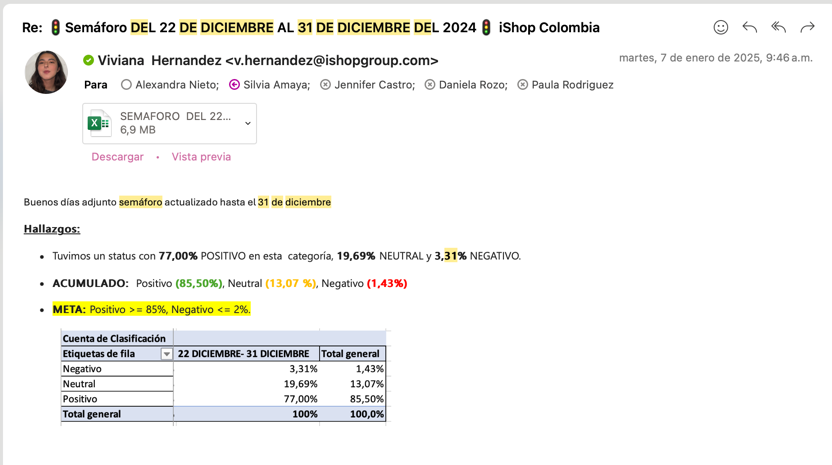 Re: 🚦 Semáforo DEL 22 DE DICIEMBRE AL 31 DE DICIEMBRE DEL 2024 🚦 iShop Colombia
Viviana Hernandez <v.hernandez@ishopgroup.com>
martes, 7 de enero de 2025, 9:46 a.m.
Para Alexandra Nieto; Silvia Amaya; Jennifer Castro; Daniela Rozo; Paula Rodriguez
SEMAFORO DEL 22...
6,9 MB
Descargar • Vista previa
Buenos días adjunto semáforo actualizado hasta el 31 de diciembre
Hallazgos:
• Tuvimos un status con 77,00% POSITIVO en esta categoría, 19,69% NEUTRAL y 3,31% NEGATIVO.
• ACUMULADO: Positivo (85,50%), Neutral (13,07 %), Negativo (1,43%)
• META: Positivo >= 85%, Negativo <= 2%.
Cuenta de Clasificación
Etiquetas de fila 22 DICIEMBRE- 31 DICIEMBRE Total general
Negativo 3,31% 1,43%
Neutral 19,69% 13,07%
Positivo 77,00% 85,50%
Total general 100% 100,0%